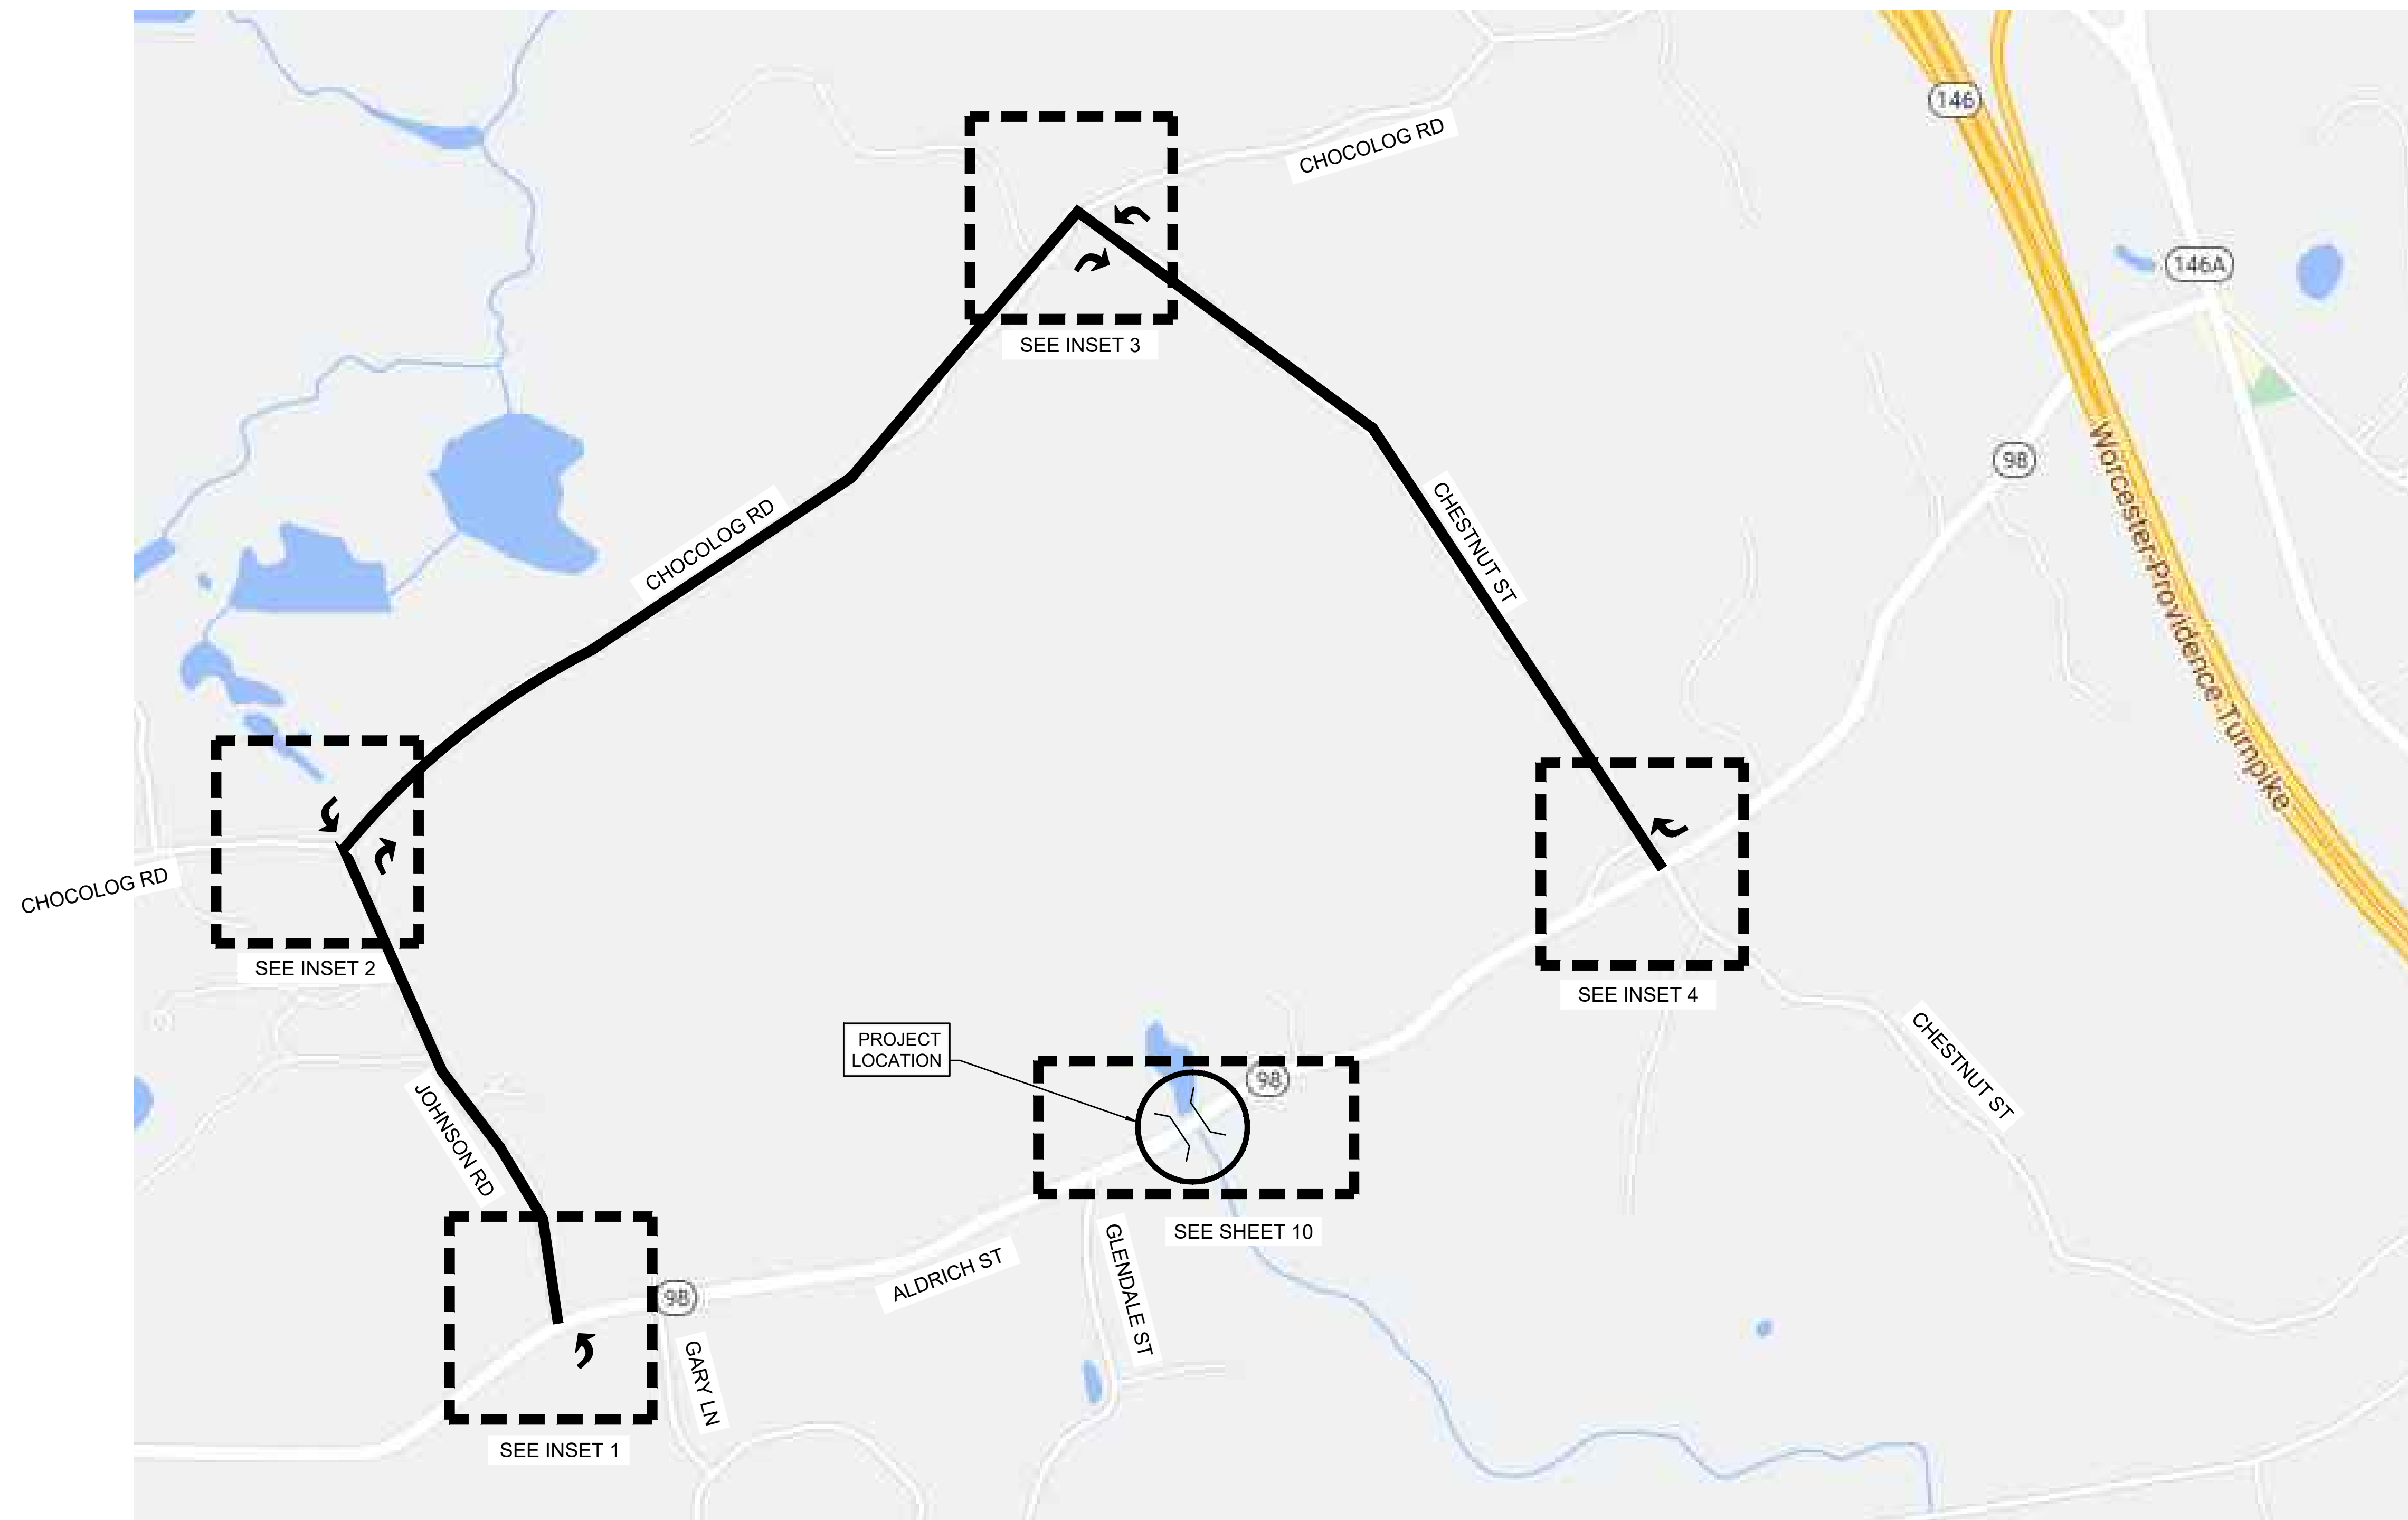 146
CHOCOLOG RD
146A
SEE INSET 3
98
Worcester-Providence Turnpike
CHOCOLOG RD
CHESTNUT ST
CHOCOLOG RD
SEE INSET 2
SEE INSET 4
PROJECT
LOCATION
98
CHESTNUT ST
JOHNSON RD
SEE SHEET 10
ALDRICH ST
GLENDALE ST
98
GARY LN
SEE INSET 1